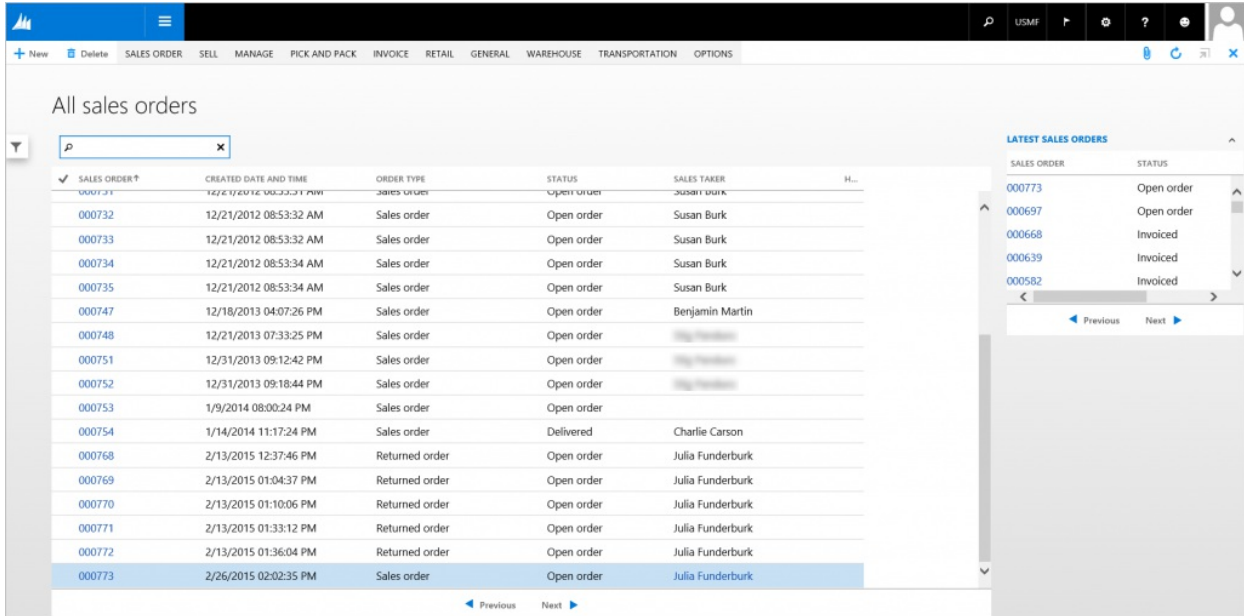 USMF ?
+ New Delete SALES ORDER SELL MANAGE PICK AND PACK INVOICE RETAIL GENERAL WAREHOUSE TRANSPORTATION OPTIONS
All sales orders
SALES ORDER↑ CREATED DATE AND TIME ORDER TYPE STATUS SALES TAKER H...
000731 12/21/2012 08:53:31 AM Sales order Open order Susan Burk
000732 12/21/2012 08:53:32 AM Sales order Open order Susan Burk
000733 12/21/2012 08:53:32 AM Sales order Open order Susan Burk
000734 12/21/2012 08:53:34 AM Sales order Open order Susan Burk
000735 12/21/2012 08:53:34 AM Sales order Open order Susan Burk
000747 12/18/2013 04:07:26 PM Sales order Open order Benjamin Martin
000748 12/21/2013 07:33:25 PM Sales order Open order
000751 12/31/2013 09:12:42 PM Sales order Open order
000752 12/31/2013 09:18:44 PM Sales order Open order
000753 1/9/2014 08:00:24 PM Sales order Open order
000754 1/14/2014 11:17:24 PM Sales order Delivered Charlie Carson
000768 2/13/2015 12:37:46 PM Returned order Open order Julia Funderburk
000769 2/13/2015 01:04:37 PM Returned order Open order Julia Funderburk
000770 2/13/2015 01:10:06 PM Returned order Open order Julia Funderburk
000771 2/13/2015 01:33:12 PM Returned order Open order Julia Funderburk
000772 2/13/2015 01:36:04 PM Returned order Open order Julia Funderburk
000773 2/26/2015 02:02:35 PM Sales order Open order Julia Funderburk
Previous Next
LATEST SALES ORDERS
SALES ORDER STATUS
000773 Open order
000697 Open order
000668 Invoiced
000639 Invoiced
000582 Invoiced
Previous Next